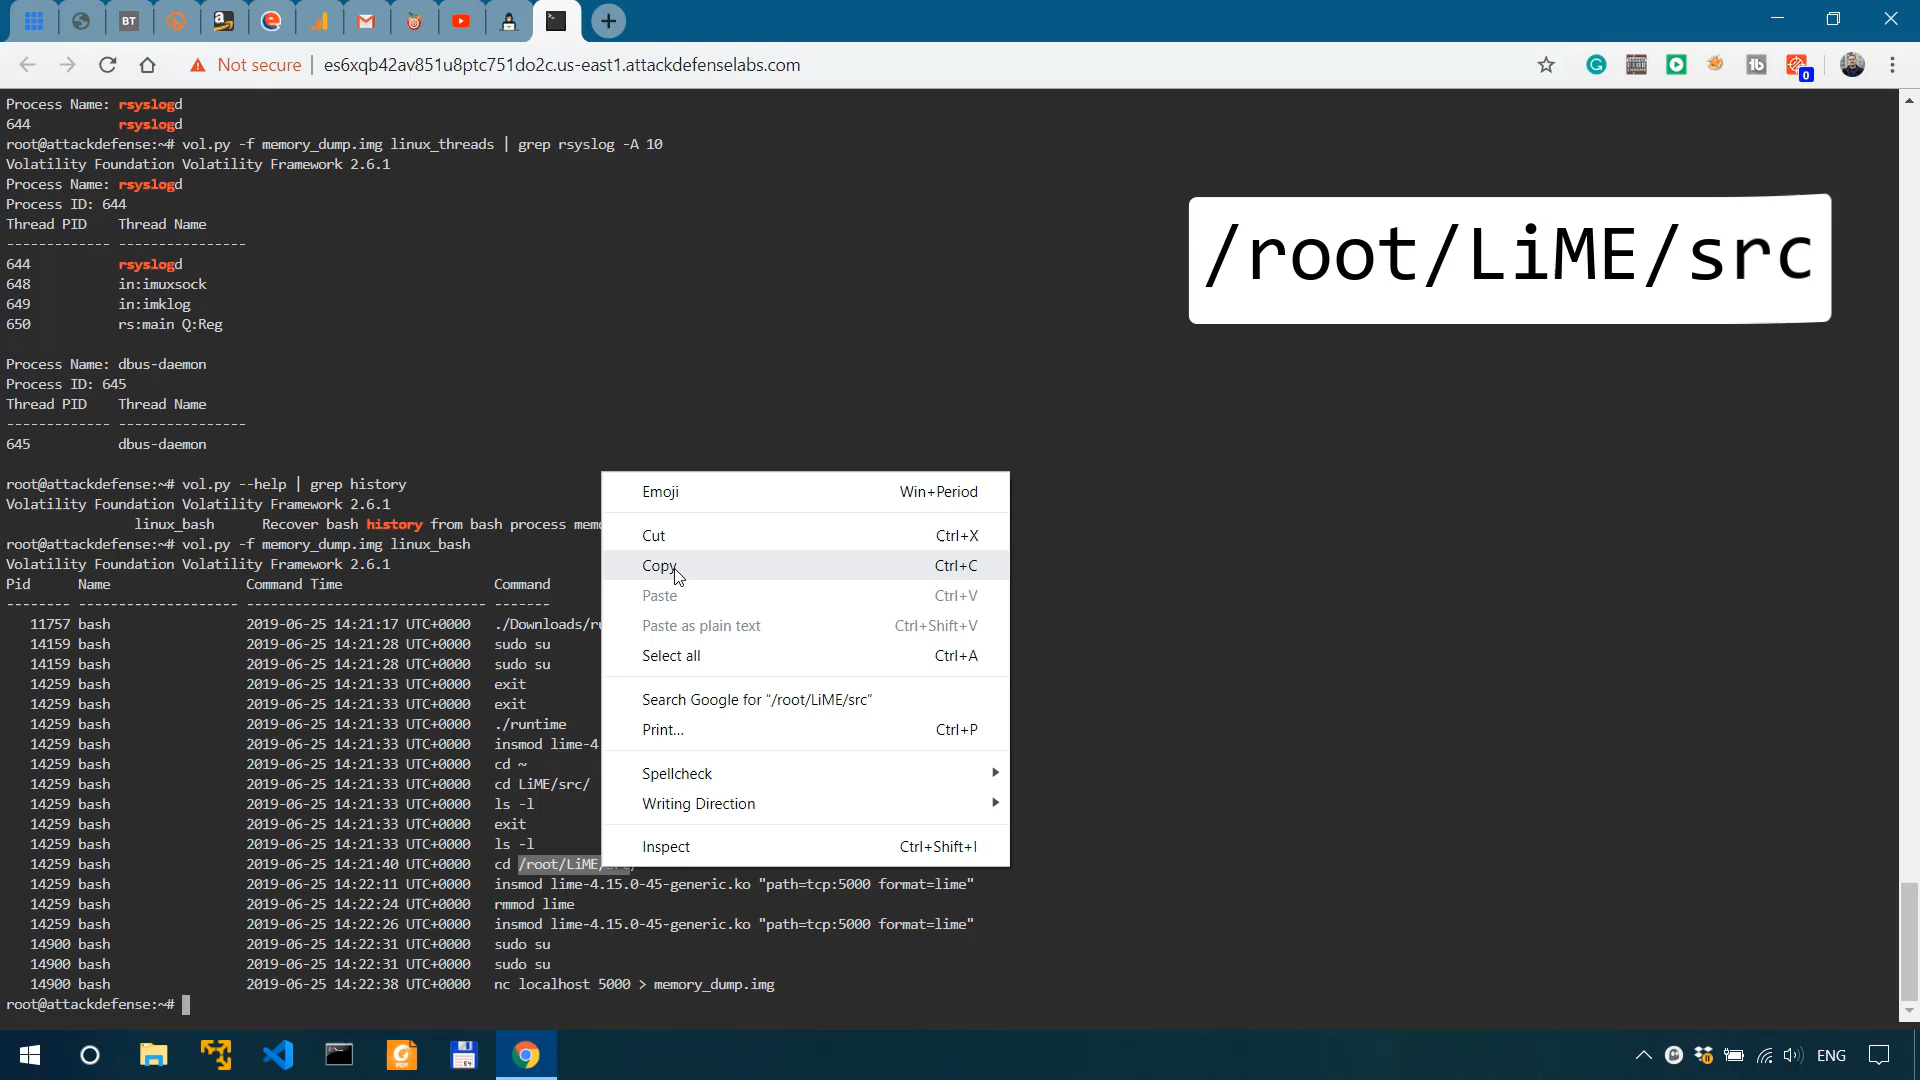 BT
Not secure
es6xqb42av851u8ptc751do2c.us-east1.attackdefenselabs.com
0
Process Name: rsyslogd
644 rsyslogd
root@attackdefense:~# vol.py -f memory_dump.img linux_threads | grep rsyslog -A 10
Volatility Foundation Volatility Framework 2.6.1
Process Name: rsyslogd
Process ID: 644
Thread PID Thread Name
------------- ----------------
644 rsyslogd
648 in:imuxsock
649 in:imklog
650 rs:main Q:Reg
Process Name: dbus-daemon
Process ID: 645
Thread PID Thread Name
------------- ----------------
645 dbus-daemon
root@attackdefense:~# vol.py --help | grep history
Volatility Foundation Volatility Framework 2.6.1
linux_bash Recover bash history from bash process
root@attackdefense:~# vol.py -f memory_dump.img linux_bash
Volatility Foundation Volatility Framework 2.6.1
Pid Name Command Time Command
-------- -------------------- ------------------------------ -------
11757 bash 2019-06-25 14:21:17 UTC+0000
14159 bash 2019-06-25 14:21:28 UTC+0000 sudo su
14159 bash 2019-06-25 14:21:28 UTC+0000 sudo su
14259 bash 2019-06-25 14:21:33 UTC+0000 exit
14259 bash 2019-06-25 14:21:33 UTC+0000 exit
14259 bash 2019-06-25 14:21:33 UTC+0000 ./runtime
14259 bash 2019-06-25 14:21:33 UTC+0000 insmod lime-4
14259 bash 2019-06-25 14:21:33 UTC+0000 cd ~
14259 bash 2019-06-25 14:21:33 UTC+0000 cd LiME/src/
14259 bash 2019-06-25 14:21:33 UTC+0000 ls -l
14259 bash 2019-06-25 14:21:33 UTC+0000 exit
14259 bash 2019-06-25 14:21:33 UTC+0000 ls -l
14259 bash 2019-06-25 14:21:40 UTC+0000 cd /root/LiME/
14259 bash 2019-06-25 14:22:11 UTC+0000 insmod lime-4.15.0-45-generic.ko "path=tcp:5000 format=lime"
14259 bash 2019-06-25 14:22:24 UTC+0000 rmmod lime
14259 bash 2019-06-25 14:22:26 UTC+0000 insmod lime-4.15.0-45-generic.ko "path=tcp:5000 format=lime"
14900 bash 2019-06-25 14:22:31 UTC+0000 sudo su
14900 bash 2019-06-25 14:22:31 UTC+0000 sudo su
14900 bash 2019-06-25 14:22:38 UTC+0000 nc localhost 5000 > memory_dump.img
root@attackdefense:~#
/root/LiME/src
Emoji Win+Period
Cut Ctrl+X
Copy Ctrl+C
Paste Ctrl+V
Paste as plain text Ctrl+Shift+V
Select all Ctrl+A
Search Google for “/root/LiME/src”
Print... Ctrl+P
Spellcheck
Writing Direction
Inspect Ctrl+Shift+I
ENG